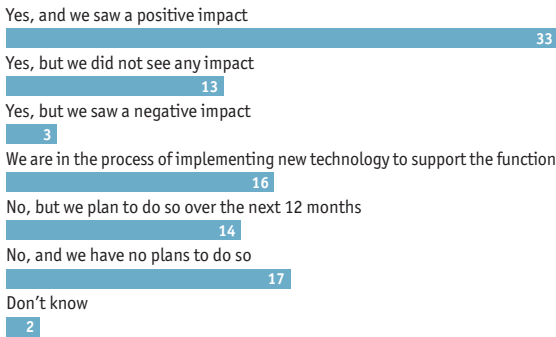 Yes, and we saw a positive impact
33
Yes, but we did not see any impact
13
Yes, but we saw a negative impact
3
We are in the process of implementing new technology to support the function
16
No, but we plan to do so over the next 12 months
14
No, and we have no plans to do so
17
Don't know
2